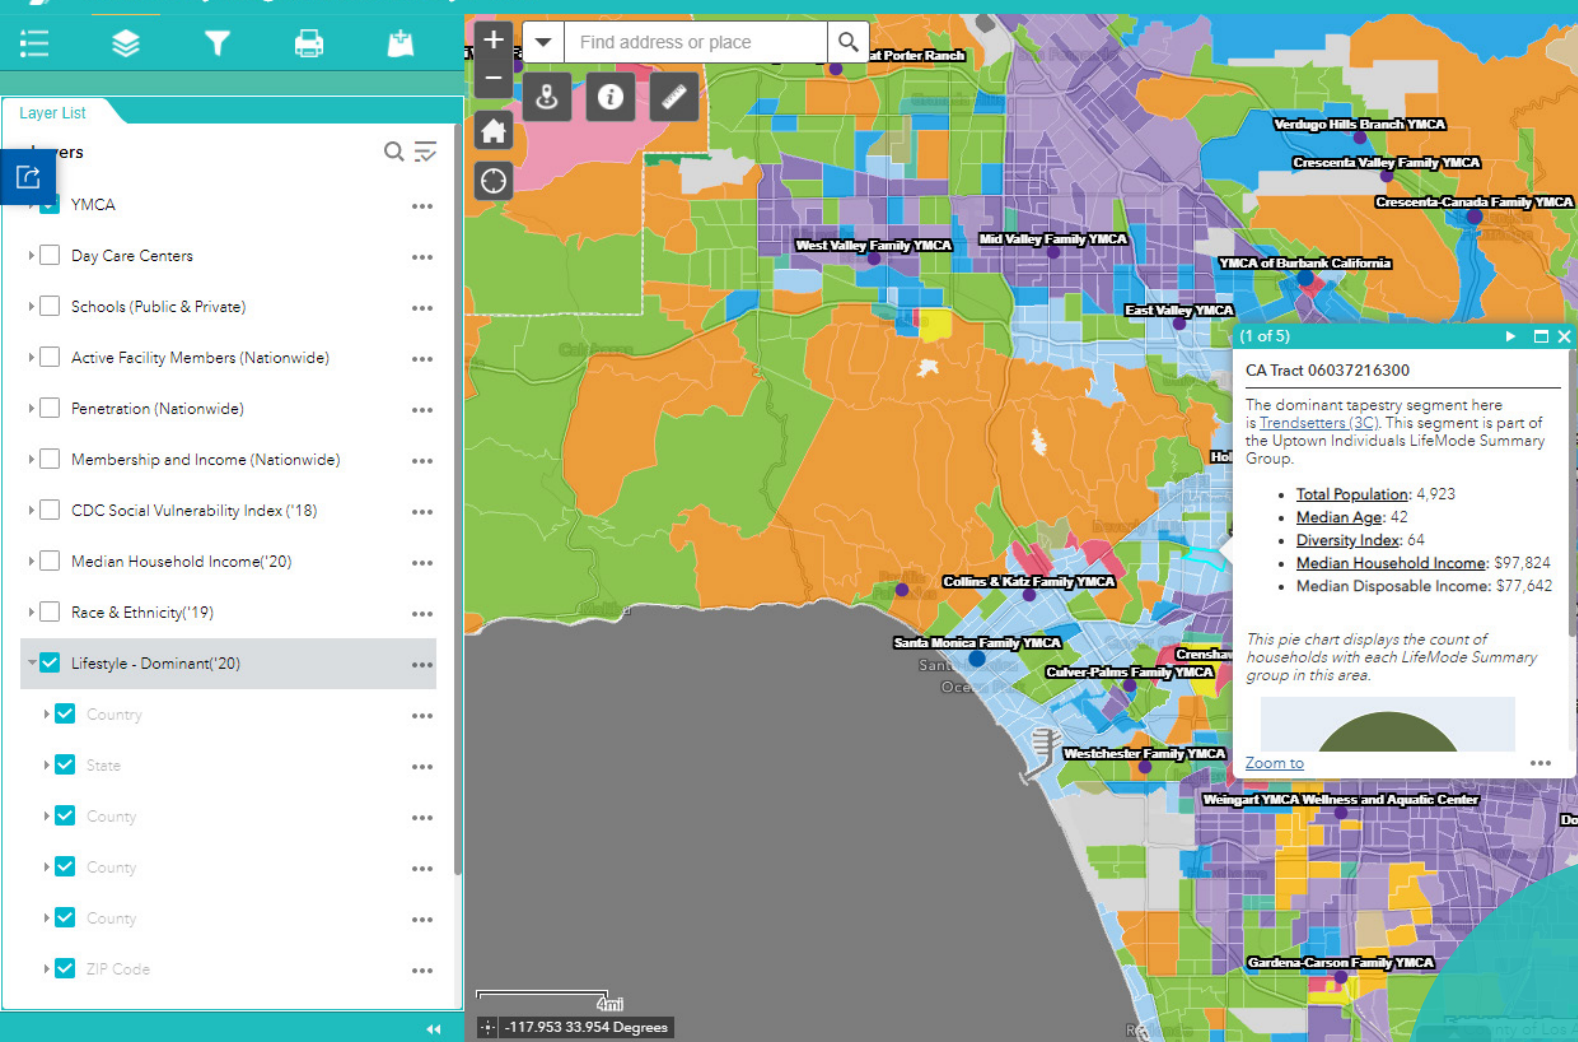 Find address or place
Layer List
YMCA
Day Care Centers
Schools (Public & Private)
Active Facility Members (Nationwide)
Penetration (Nationwide)
Membership and Income (Nationwide)
CDC Social Vulnerability Index ('18)
Median Household Income('20)
Race & Ethnicity('19)
Lifestyle - Dominant('20)
Country
State
County
County
County
ZIP Code
at Porter Ranch
Verdugo Hills Branch YMCA
Crescenta Valley Family YMCA
Crescenta-Canada Family YMCA
West Valley Family YMCA
Mid Valley Family YMCA
YMCA of Burbank California
East Valley YMCA
Calabasas
Malibu
Collins & Katz Family YMCA
Santa Monica Family YMCA
Culver-Palms Family YMCA
Westchester Family YMCA
Weingart YMCA Wellness and Aquatic Center
Gardena-Carson Family YMCA
(1 of 5)
CA Tract 06037216300
The dominant tapestry segment here
is Trendsetters (3C). This segment is part of
the Uptown Individuals LifeMode Summary
Group.
Total Population: 4,923
Median Age: 42
Diversity Index: 64
Median Household Income: $97,824
Median Disposable Income: $77,642
This pie chart displays the count of
households with each LifeMode Summary
group in this area.
Zoom to
4mi
-117.953 33.954 Degrees